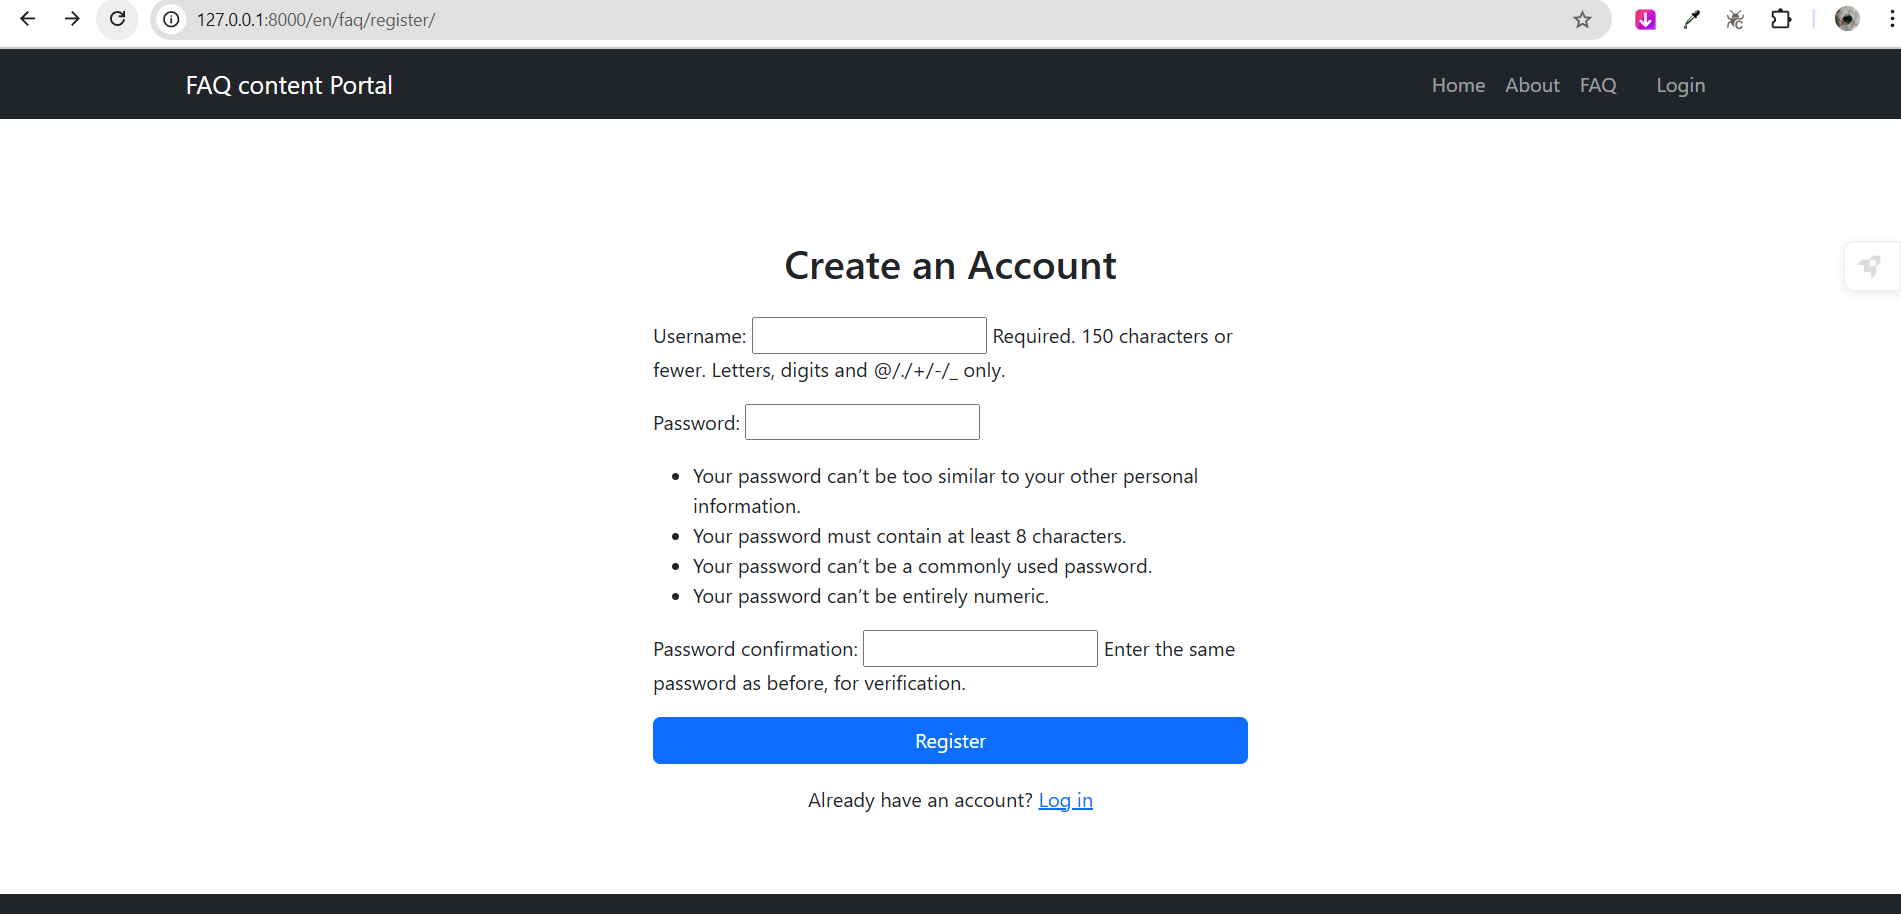 127.0.0.1:8000/en/faq/register/
FAQ content Portal
Home About FAQ Login
Create an Account
Username: Required. 150 characters or
fewer. Letters, digits and @/./+/-/_ only.
Password:
• Your password can’t be too similar to your other personal
information.
• Your password must contain at least 8 characters.
• Your password can’t be a commonly used password.
• Your password can’t be entirely numeric.
Password confirmation: Enter the same
password as before, for verification.
Register
Already have an account? Log in